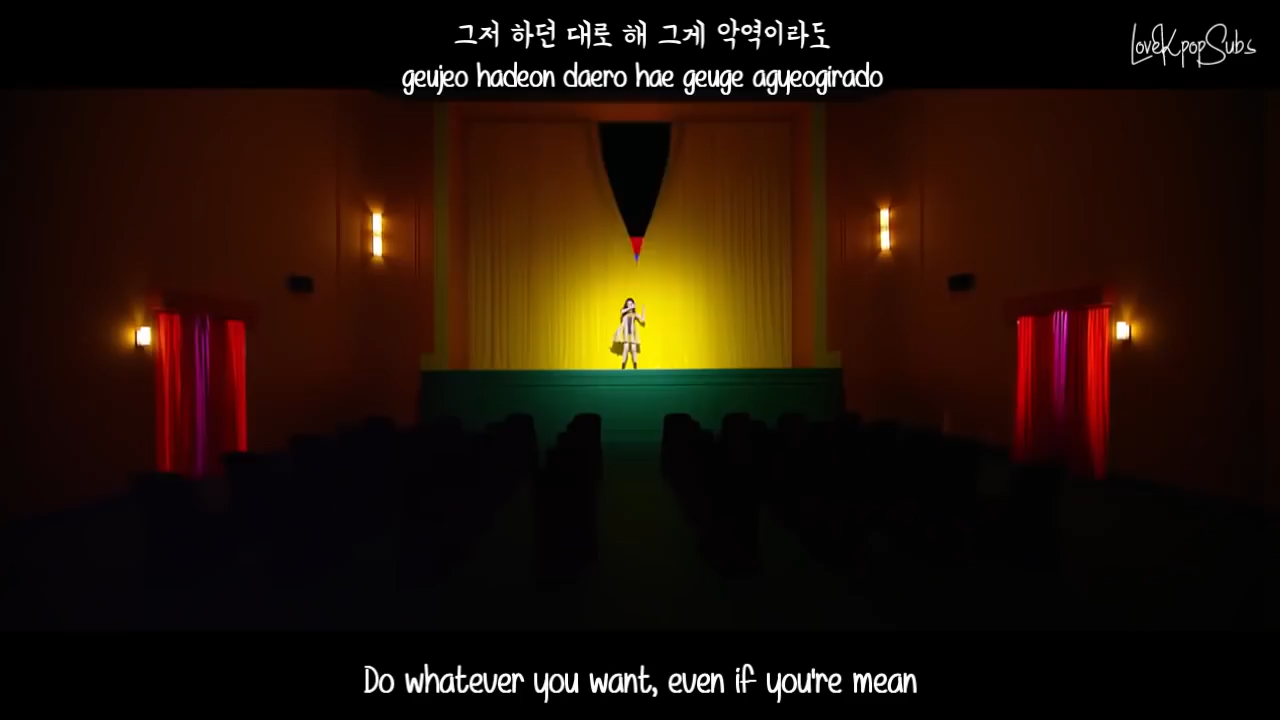 그저 하던 대로 해 그게 악역이라도
LoveKpopSubs
geujeo hadeon daero hae geuge agyeogirado
Do whatever you want, even if you're mean